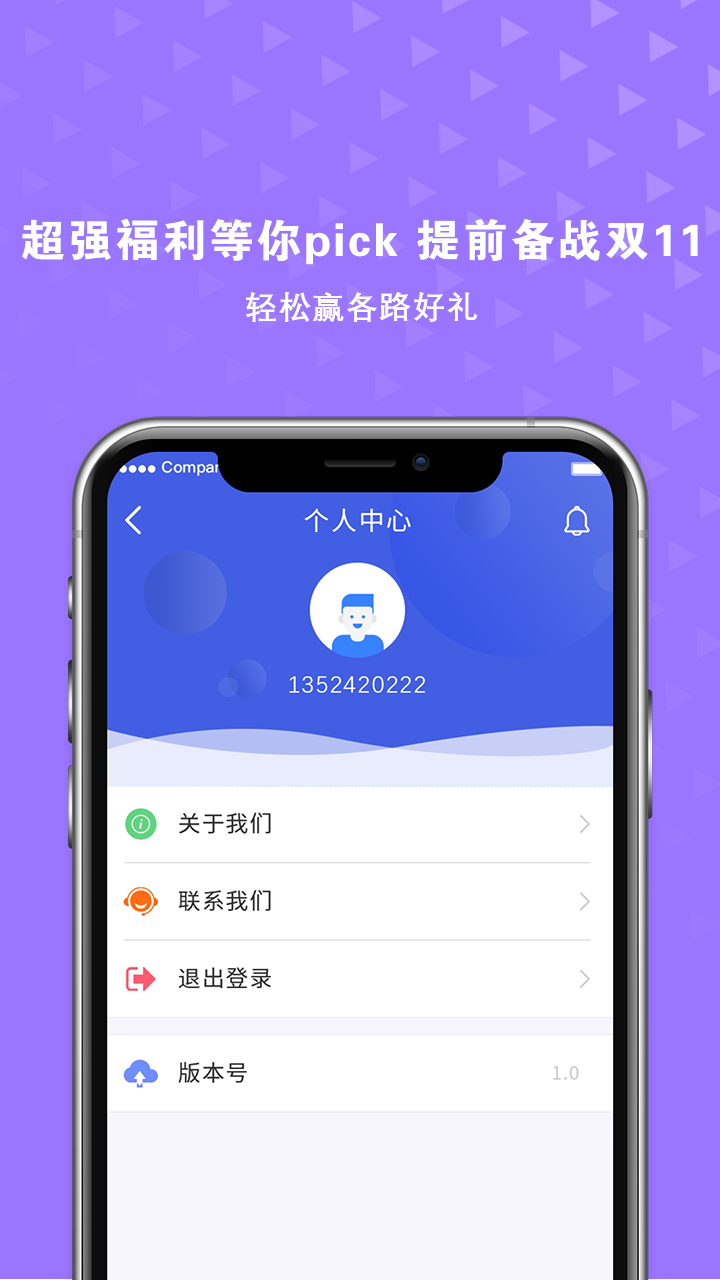 超强福利等你pick 提前备战双11
轻松赢各路好礼
Compar
个人中心
1352420222
关于我们
联系我们
退出登录
版本号 1.0